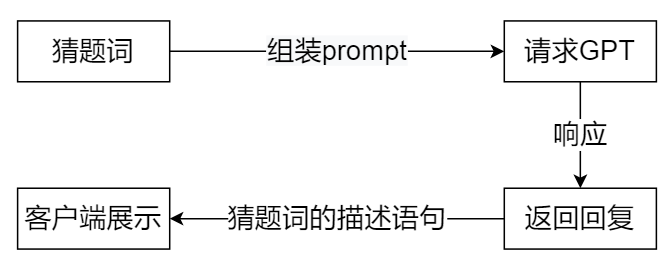 猜题词
组装prompt
请求GPT
响应
返回回复
猜题词的描述语句
客户端展示